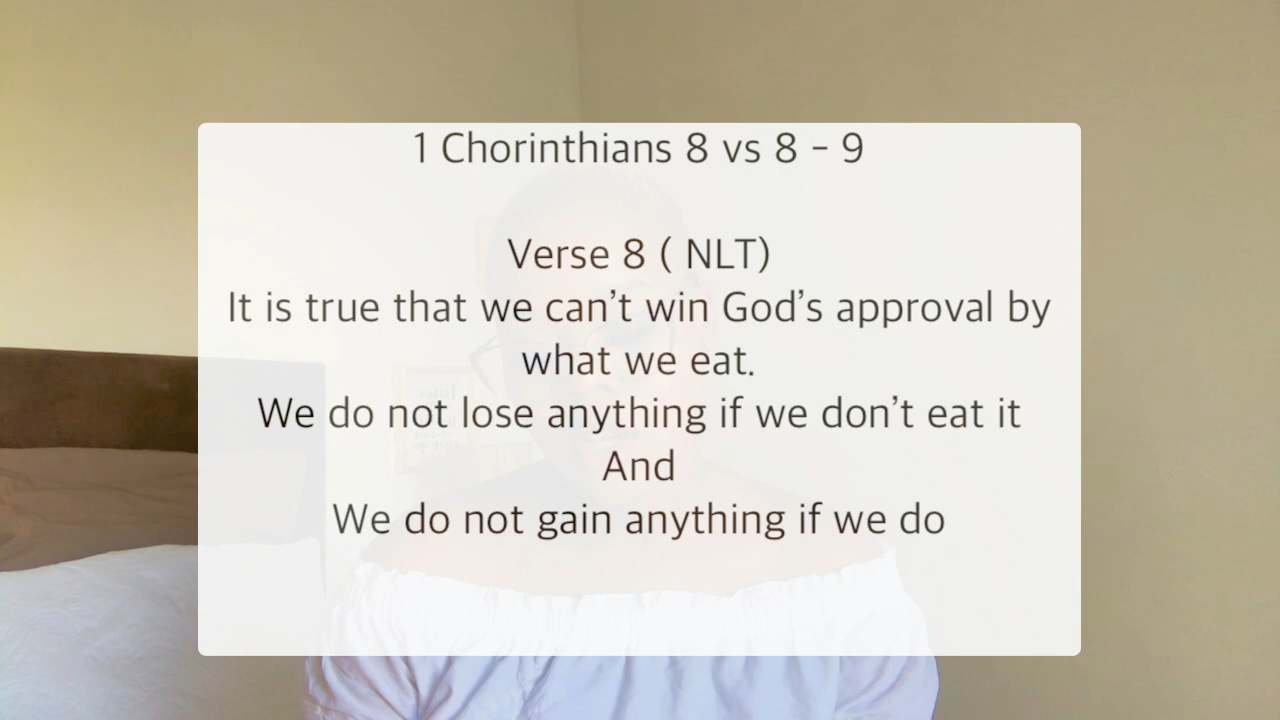 1 Chorinthians 8 vs 8 - 9
Verse 8 ( NLT)
It is true that we can't win God's approval by
what we eat.
We do not lose anything if we don't eat it
And
We do not gain anything if we do